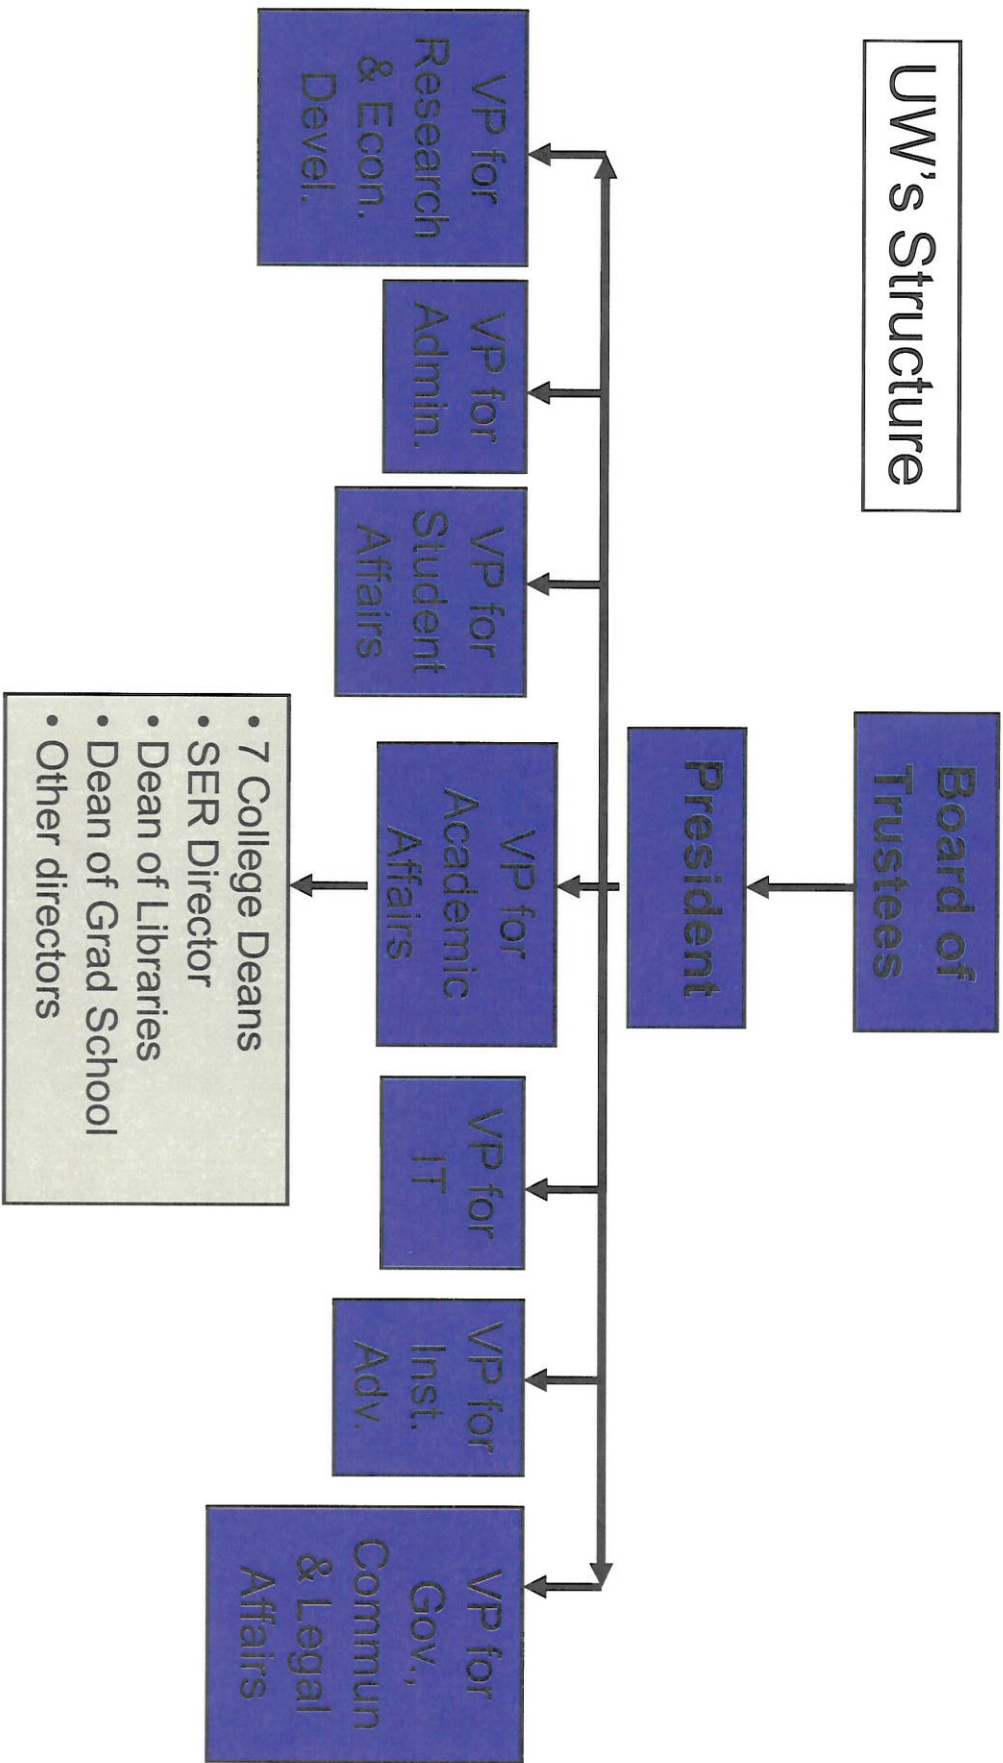 UW's Structure
Board of
Trustees
President
VP for
Research
& Econ.
Devel.
VP for
Admin.
VP for
Student
Affairs
VP for
Academic
Affairs
VP for
IT
VP for
Inst.
Adv.
VP for
Gov.,
Commun
& Legal
Affairs
• 7 College Deans
• SER Director
• Dean of Libraries
• Dean of Grad School
• Other directors